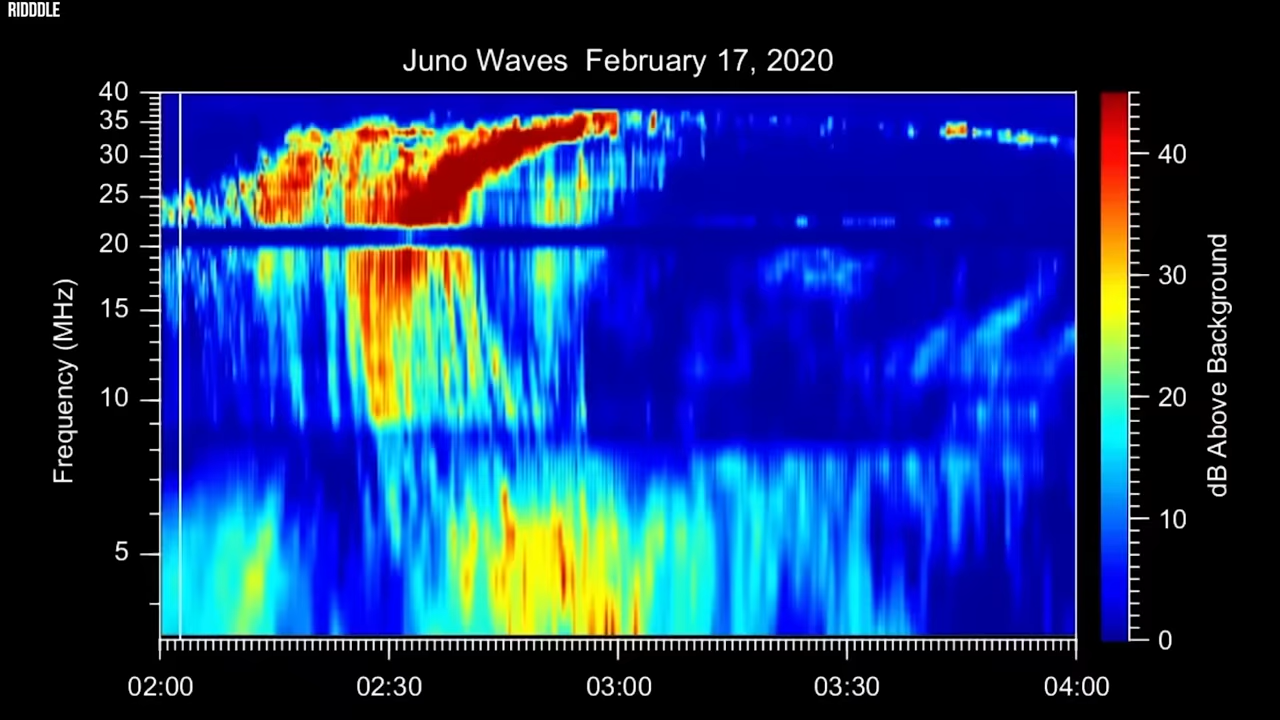 RIDDDLE
Juno Waves February 17, 2020
40
35
30
25
20
15
10
5
Frequency (MHz)
02:00 02:30 03:00 03:30 04:00
40
30
20
10
0
dB Above Background